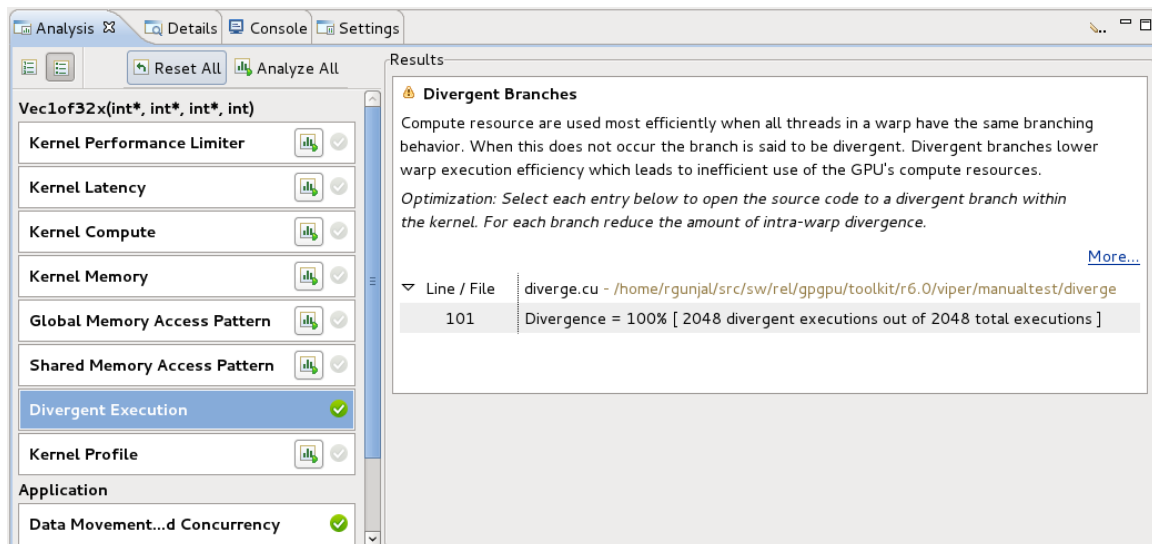 Analysis
Details
Console
Settings
Reset All
Analyze All
Vec1of32x(int*, int*, int*, int)
Kernel Performance Limiter
Kernel Latency
Kernel Compute
Kernel Memory
Global Memory Access Pattern
Shared Memory Access Pattern
Divergent Execution
Kernel Profile
Application
Data Movement...d Concurrency
Results
Divergent Branches
Compute resource are used most efficiently when all threads in a warp have the same branching
behavior. When this does not occur the branch is said to be divergent. Divergent branches lower
warp execution efficiency which leads to inefficient use of the GPU's compute resources.
Optimization: Select each entry below to open the source code to a divergent branch within
the kernel. For each branch reduce the amount of intra-warp divergence.
More...
Line / File diverge.cu - /home/rgunjal/src/sw/rel/gpgpu/toolkit/r6.0/viper/manualtest/diverge
101 Divergence = 100% [ 2048 divergent executions out of 2048 total executions ]